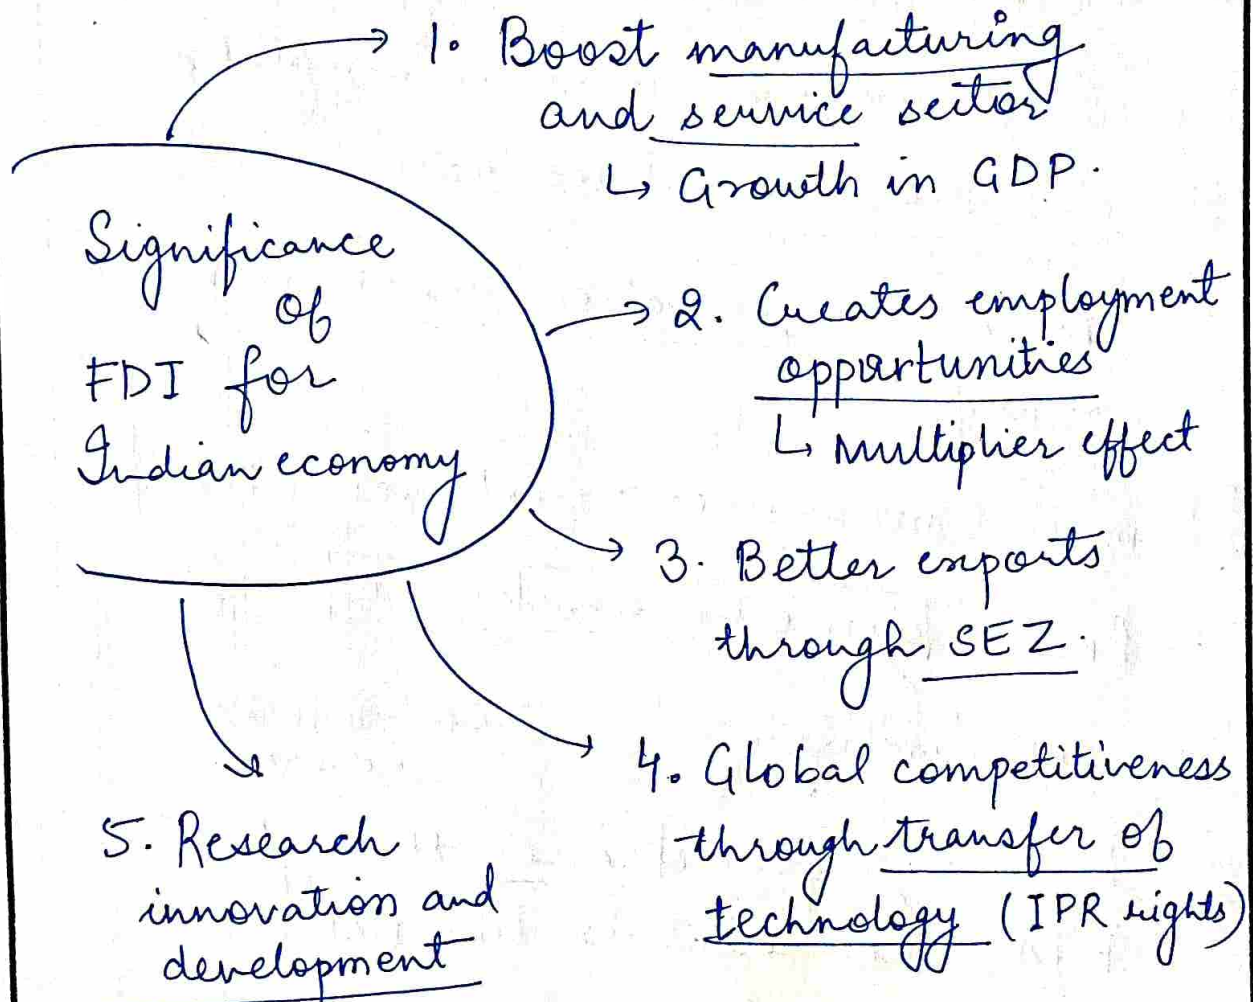 1. Boost manufacturing
and service sector
↳ Growth in GDP.
Significance
of
FDI for
Indian economy
2. Creates employment
opportunities
↳ Multiplier effect
3. Better exports
through SEZ.
4. Global competitiveness
through transfer of
technology (IPR rights)
5. Research
innovation and
development